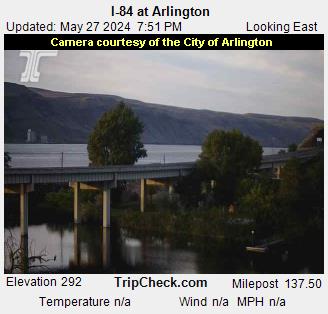 I-84 at Arlington
Updated: May 27 2024 7:51 PM Looking East
Camera courtesy of the City of Arlington
Elevation 292 TripCheck.com Milepost 137.50
Temperature n/a Wind n/a MPH n/a